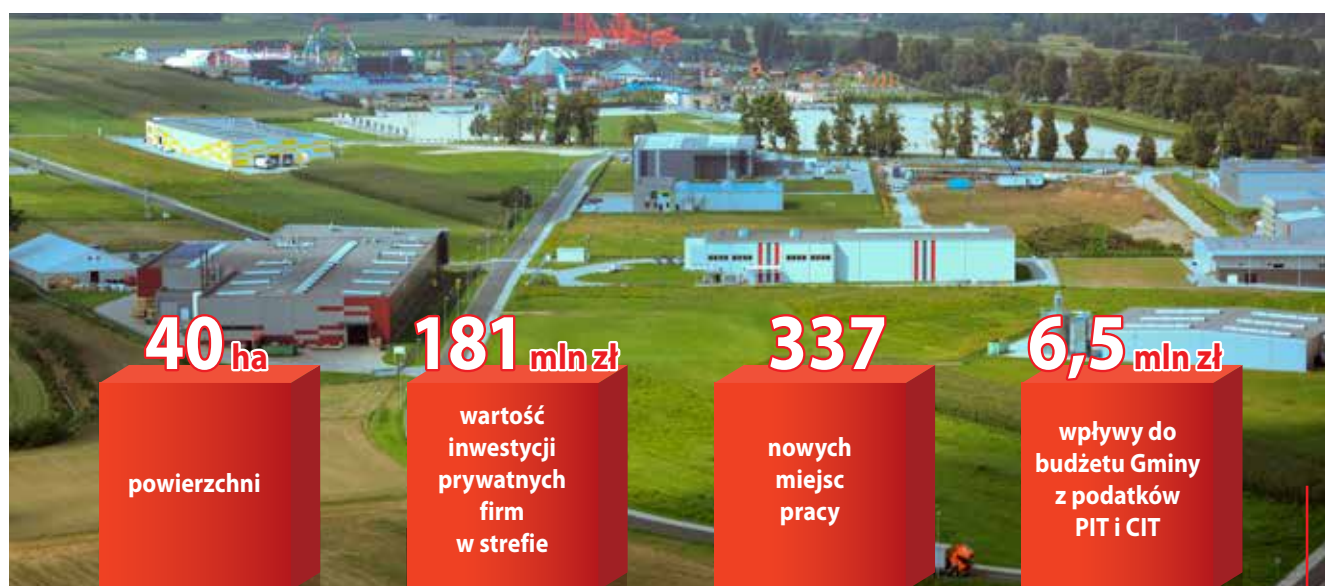 40 ha
powierzchni
181 mln zł
wartość
inwestycji
prywatnych
firm
w strefie
337
nowych
miejsc
pracy
6,5 mln zł
wpływy do
budżetu Gminy
z podatków
PIT i CIT